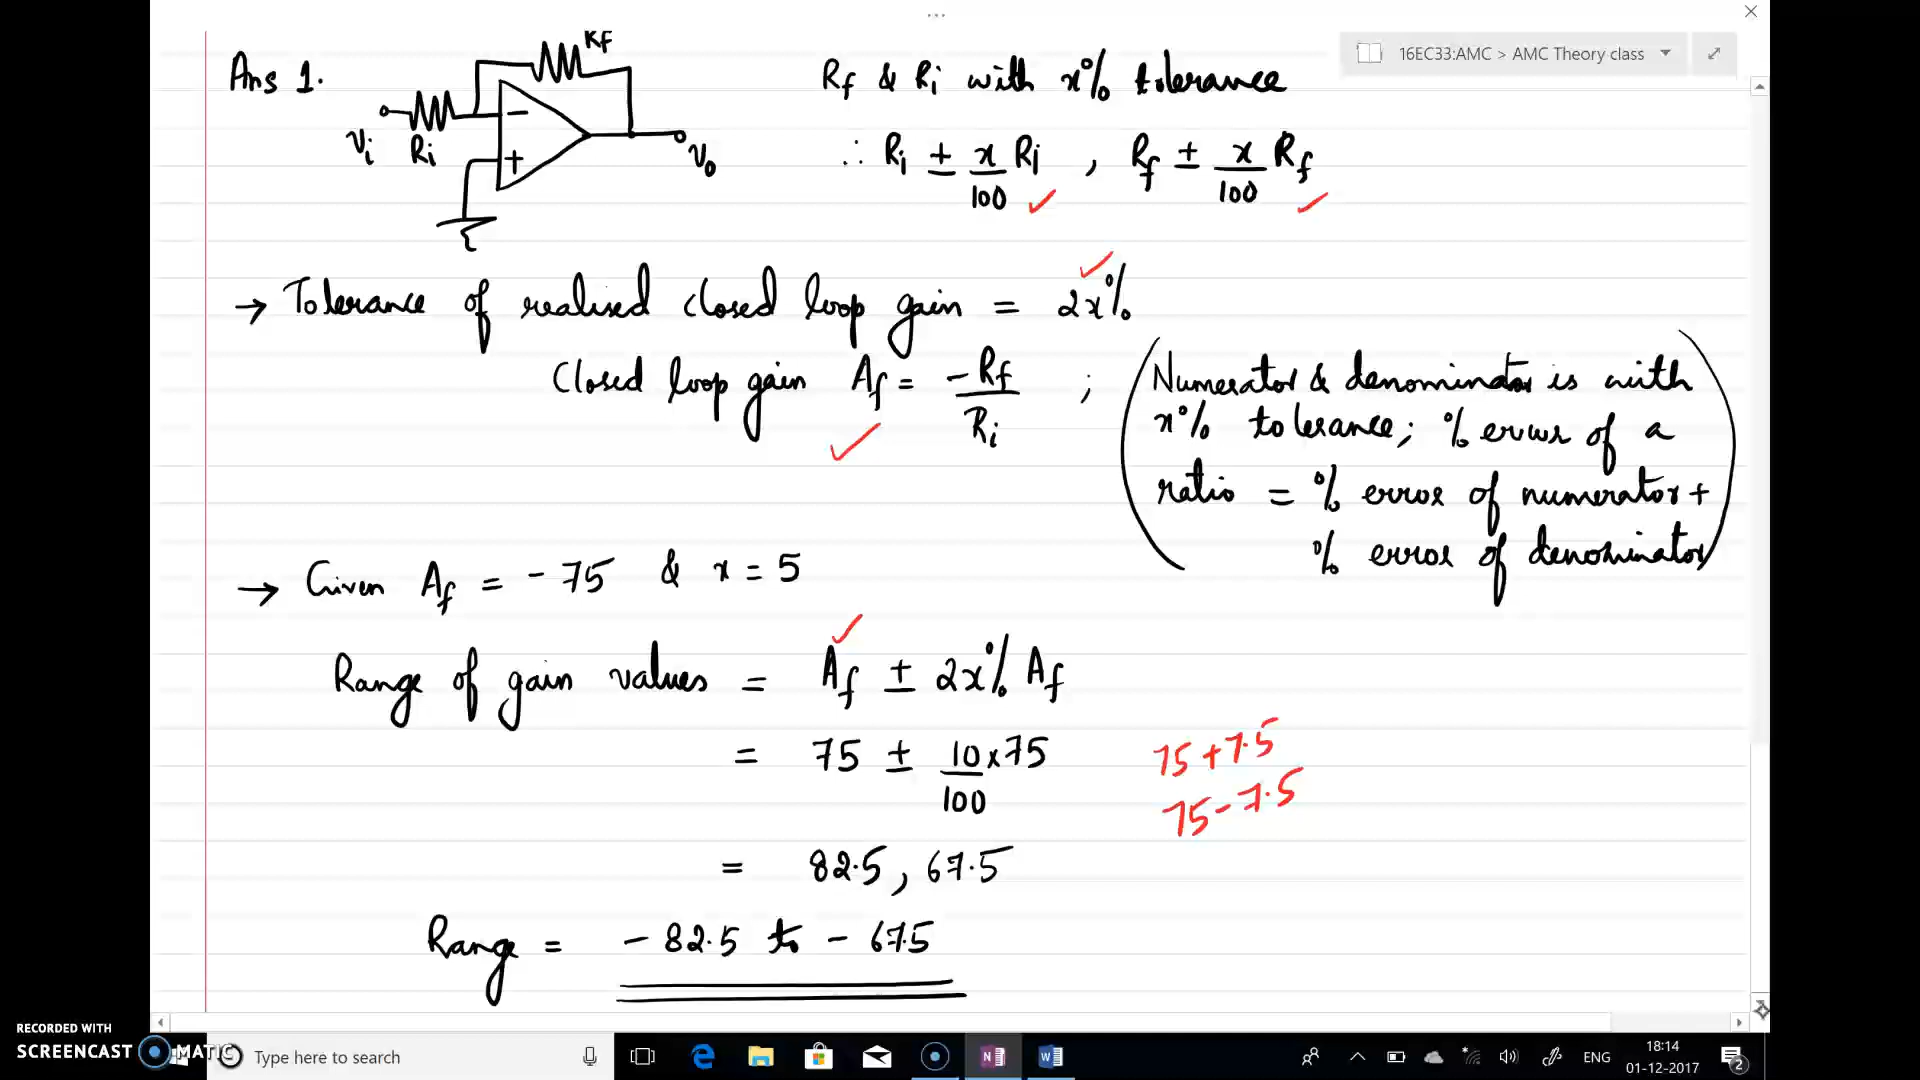 ...
16EC33:AMC > AMC Theory class
Ans 1.
Rf
Vi
Ri
−
+
Vo
Rf & Ri with x% tolerance
∴ Ri ± x/100 Ri , Rf ± x/100 Rf
→ Tolerance of realised closed loop gain = 2x%
Closed loop gain Af = −Rf/Ri ;
(Numerator & denominator is with
x% tolerance; % error of a
ratio = % error of numerator +
% error of denominator)
→ Given Af = −75 & x = 5
Range of gain values = Af ± 2x% Af
= 75 ± 10/100 x 75
75 + 7.5
75 − 7.5
= 82.5, 67.5
Range = −82.5 to −67.5
RECORDED WITH
SCREENCAST MATIC
Type here to search
ENG
18:14
01-12-2017
2